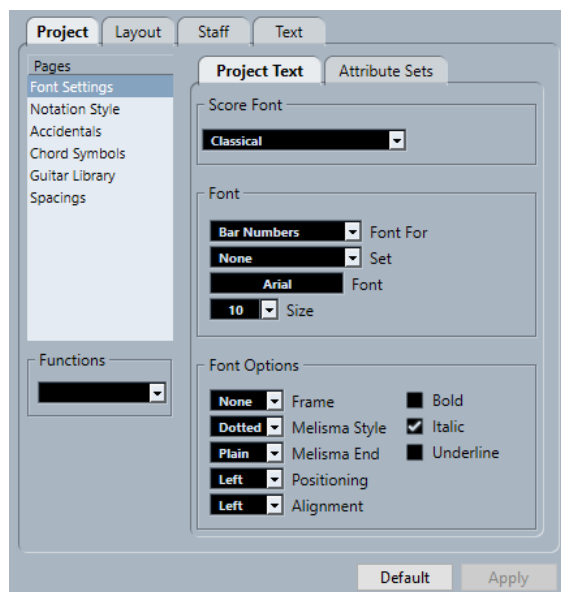 Project Layout Staff Text
Pages
Font Settings
Notation Style
Accidentals
Chord Symbols
Guitar Library
Spacings
Functions
Project Text Attribute Sets
Score Font
Classical
Font
Bar Numbers Font For
None Set
Arial Font
10 Size
Font Options
None Frame Bold
Dotted Melisma Style Italic
Plain Melisma End Underline
Left Positioning
Left Alignment
Default Apply